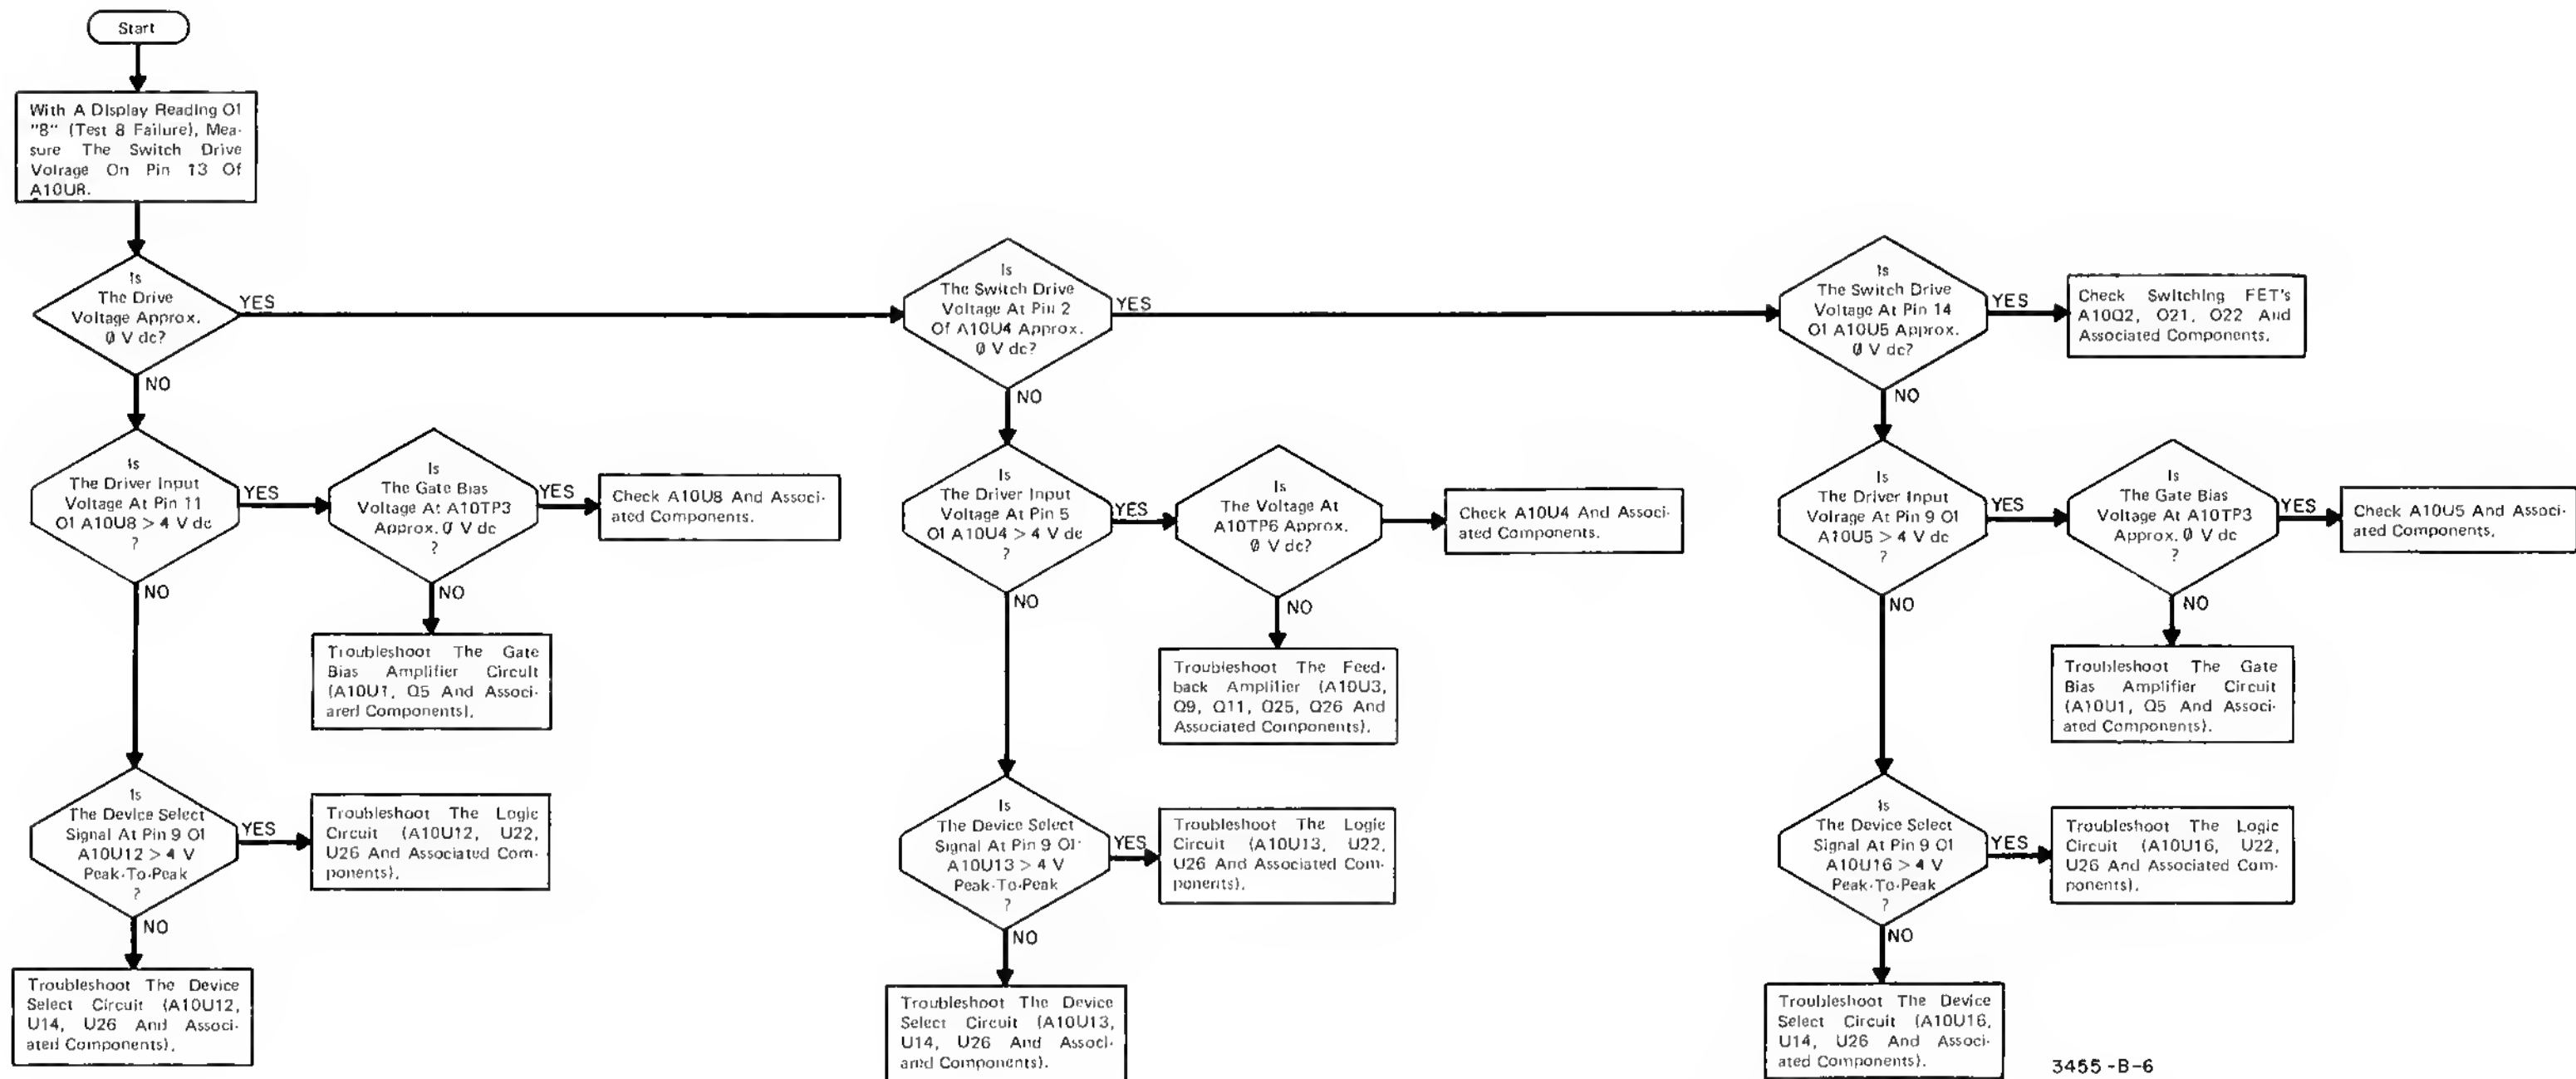 Start
With A Display Reading Of
"8" (Test 8 Failure), Mea-
sure The Switch Drive
Volrage On Pin 13 Of
A10U8.
Is
The Drive
Voltage Approx.
0 V dc?
YES
NO
Is
The Driver Input
Voltage At Pin 11
Of A10U8 > 4 V dc
?
YES
NO
Is
The Gate Bias
Voltage At A10TP3
Approx. 0 V dc
?
YES
NO
Check A10U8 And Associ-
ated Components.
Troubleshoot The Gate
Bias Amplifier Circuit
(A10U1, Q5 And Associ-
ared Components).
Is
The Device Select
Signal At Pin 9 Of
A10U12 > 4 V
Peak-To-Peak
?
YES
NO
Troubleshoot The Logic
Circuit (A10U12, U22,
U26 And Associated Com-
ponents).
Troubleshoot The Device
Select Circuit (A10U12,
U14, U26 And Associ-
ated Components).
Is
The Switch Drive
Voltage At Pin 2
Of A10U4 Approx.
0 V dc?
YES
NO
Is
The Driver Input
Voltage At Pin 5
Of A10U4 > 4 V dc
?
YES
NO
Is
The Voltage At
A10TP6 Approx.
0 V dc?
NO
Check A10U4 And Associ-
ated Components.
Troubleshoot The Feed-
back Amplifier (A10U3,
Q9, Q11, Q25, Q26 And
Associated Components).
Is
The Device Select
Signal At Pin 9 Of
A10U13 > 4 V
Peak-To-Peak
?
YES
NO
Troubleshoot The Logic
Circuit (A10U13, U22,
U26 And Associated Com-
ponents).
Troubleshoot The Device
Select Circuit (A10U13,
U14, U26 And Associ-
ated Components).
Is
The Switch Drive
Voltage At Pin 14
Of A10U5 Approx.
0 V dc?
YES
NO
Check Switching FET's
A10Q2, Q21, Q22 And
Associated Components.
Is
The Driver Input
Volrage At Pin 9 Of
A10U5 > 4 V dc
?
YES
NO
Is
The Gate Bias
Voltage At A10TP3
Approx. 0 V dc
?
YES
NO
Check A10U5 And Associ-
ated Components.
Troubleshoot The Gate
Bias Amplifier Circuit
(A10U1, Q5 And Associ-
ated Components).
Is
The Device Select
Signal At Pin 9 Of
A10U16 > 4 V
Peak-To-Peak
?
YES
NO
Troubleshoot The Logic
Circuit (A10U16, U22,
U26 And Associated Com-
ponents).
Troubleshoot The Device
Select Circuit (A10U16,
U14, U26 And Associ-
ated Components).
3455-B-6